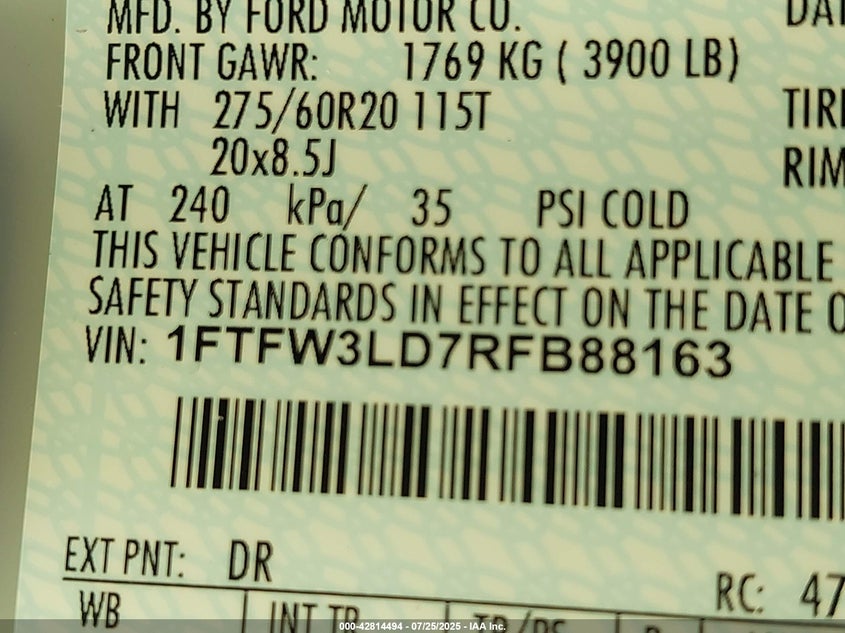 MFD. BY FORD MOTOR CO.
FRONT GAWR: 1769 KG ( 3900 LB)
WITH 275/60R20 115T
20x8.5J
RIM
AT 240 kPa/ 35 PSI COLD
THIS VEHICLE CONFORMS TO ALL APPLICABLE
SAFETY STANDARDS IN EFFECT ON THE DATE O
VIN: 1FTFW3LD7RFB88163
EXT PNT: DR
RC: 47
WB
INT TR
000-42814494 - 07/25/2025 - IAA Inc.